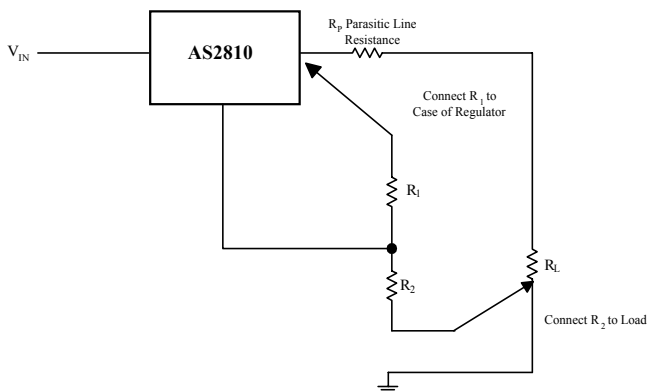 R_P Parasitic Line
Resistance
V_IN
AS2810
Connect R_1 to
Case of Regulator
R_1
R_L
R_2
Connect R_2 to Load